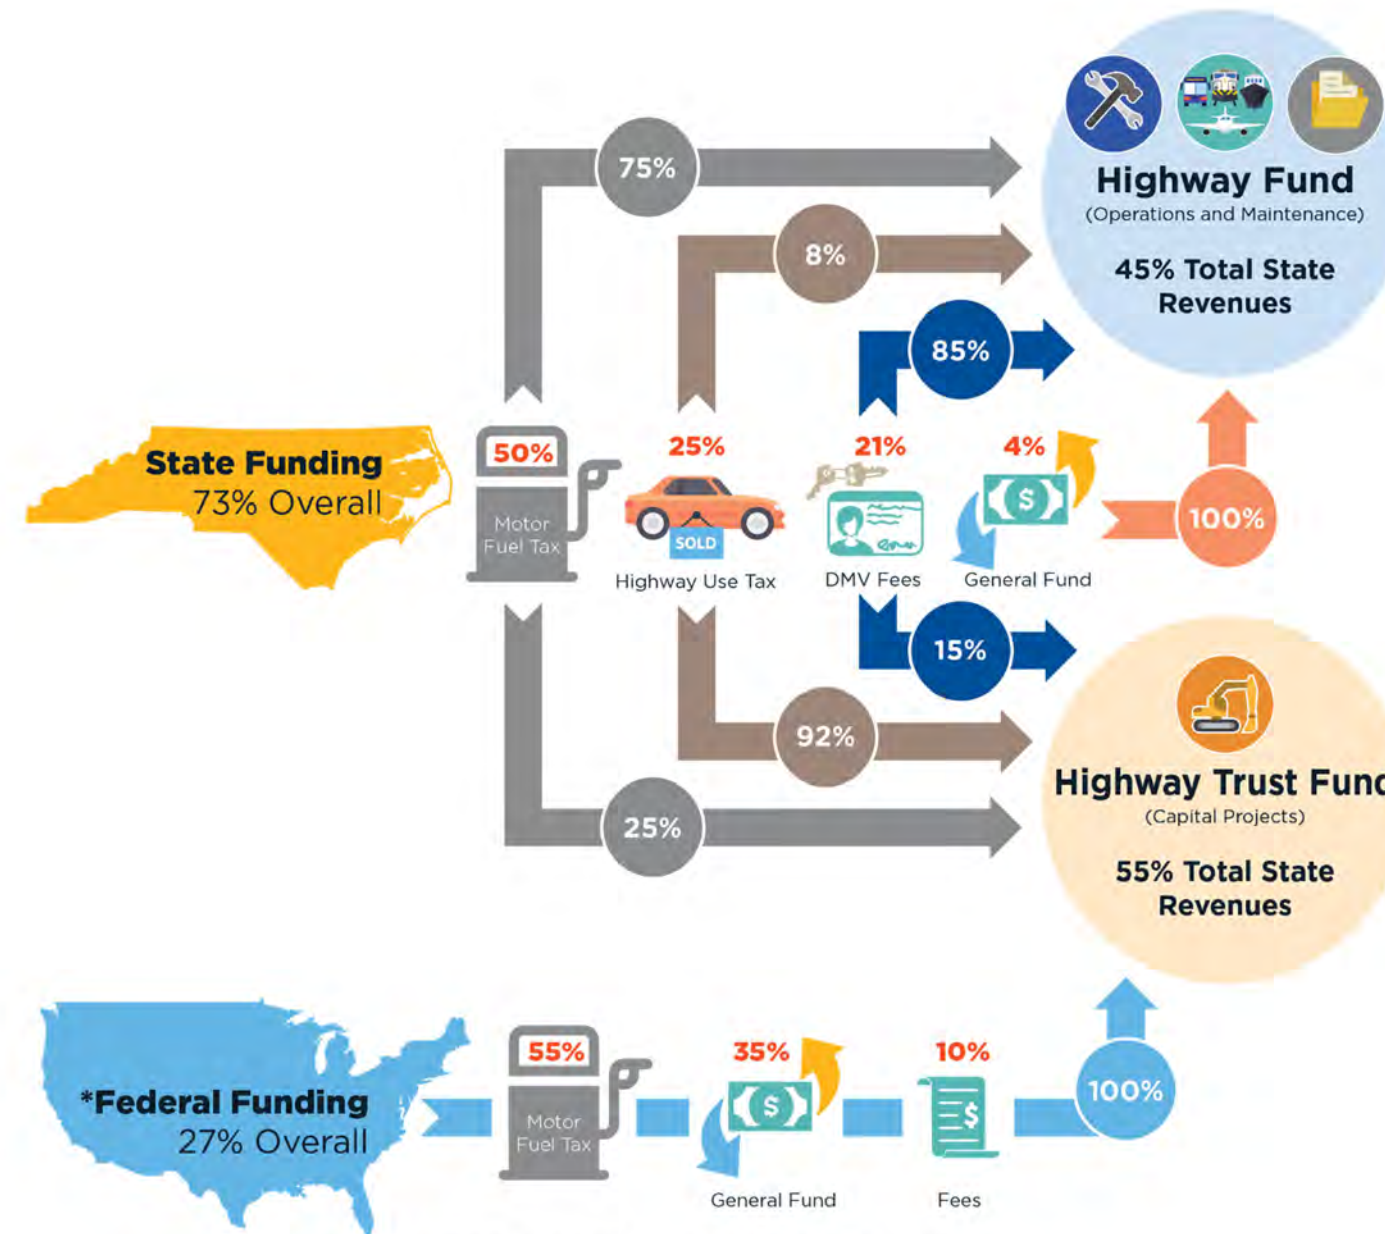 75%
Highway Fund
(Operations and Maintenance)
8%
45% Total State
Revenues
85%
State Funding
73% Overall
50%
Motor
Fuel Tax
25%
SOLD
Highway Use Tax
21%
DMV Fees
4%
$
General Fund
100%
15%
92%
Highway Trust Fund
(Capital Projects)
25%
55% Total State
Revenues
*Federal Funding
27% Overall
55%
Motor
Fuel Tax
35%
$
General Fund
10%
$
Fees
100%